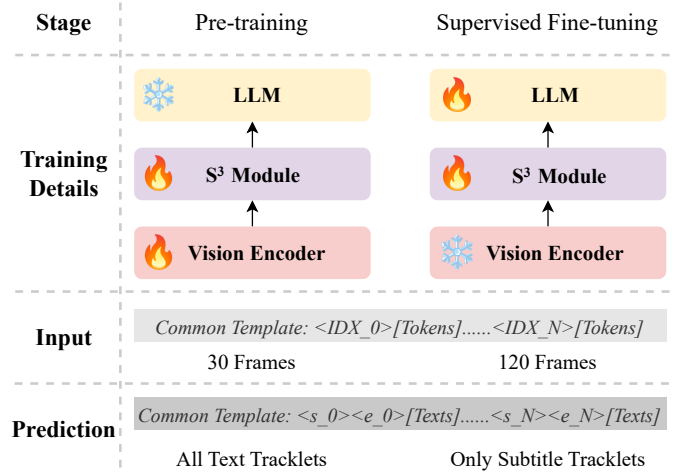 Stage Pre-training Supervised Fine-tuning
LLM LLM
Training Details
S³ Module S³ Module
Vision Encoder Vision Encoder
Input
Common Template: <IDX_0>[Tokens]......<IDX_N>[Tokens]
30 Frames 120 Frames
Prediction
Common Template: <s_0><e_0>[Texts]......<s_N><e_N>[Texts]
All Text Tracklets Only Subtitle Tracklets